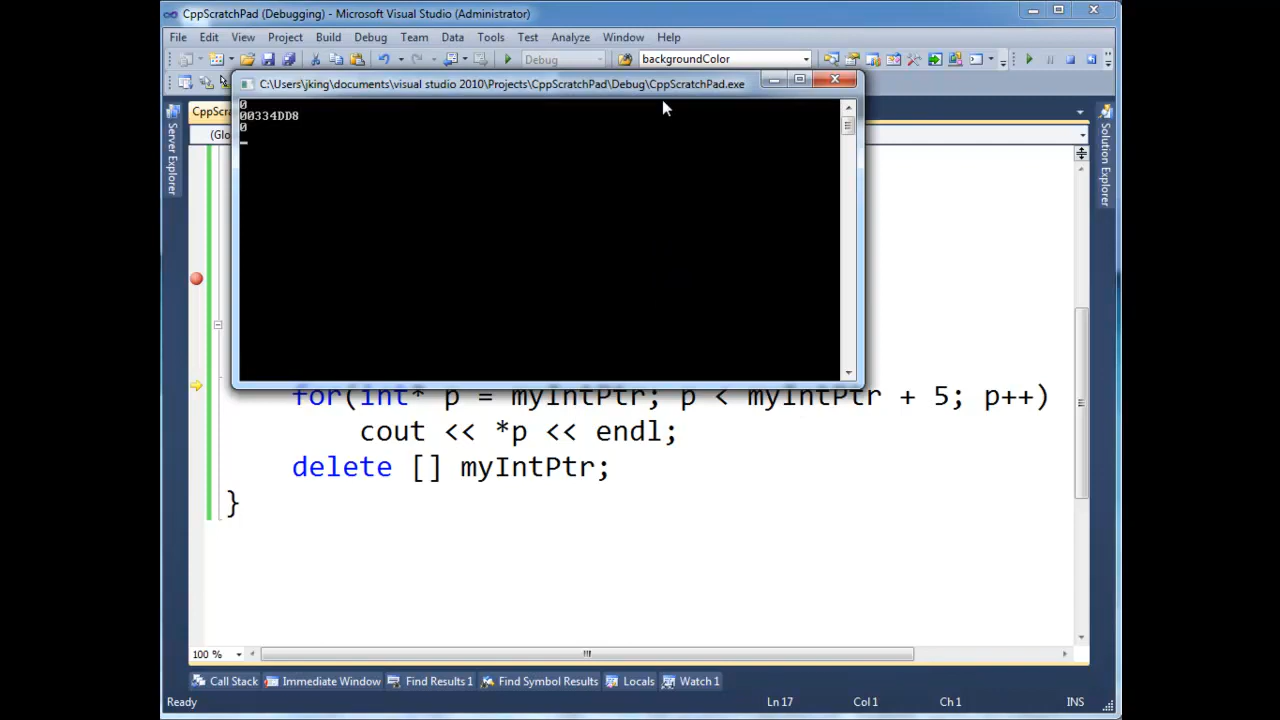 CppScratchPad (Debugging) - Microsoft Visual Studio (Administrator)
File Edit View Project Build Debug Team Data Tools Test Analyze Window Help
Debug backgroundColor
C:\Users\jking\documents\visual studio 2010\Projects\CppScratchPad\Debug\CppScratchPad.exe
CppScra
(Glo
0
00334DD8
0
Server Explorer
Solution Explorer
for(int* p = myIntPtr; p < myIntPtr + 5; p++)
cout << *p << endl;
delete [] myIntPtr;
}
100 %
Call Stack Immediate Window Find Results 1 Find Symbol Results Locals Watch 1
Ready Ln 17 Col 1 Ch 1 INS